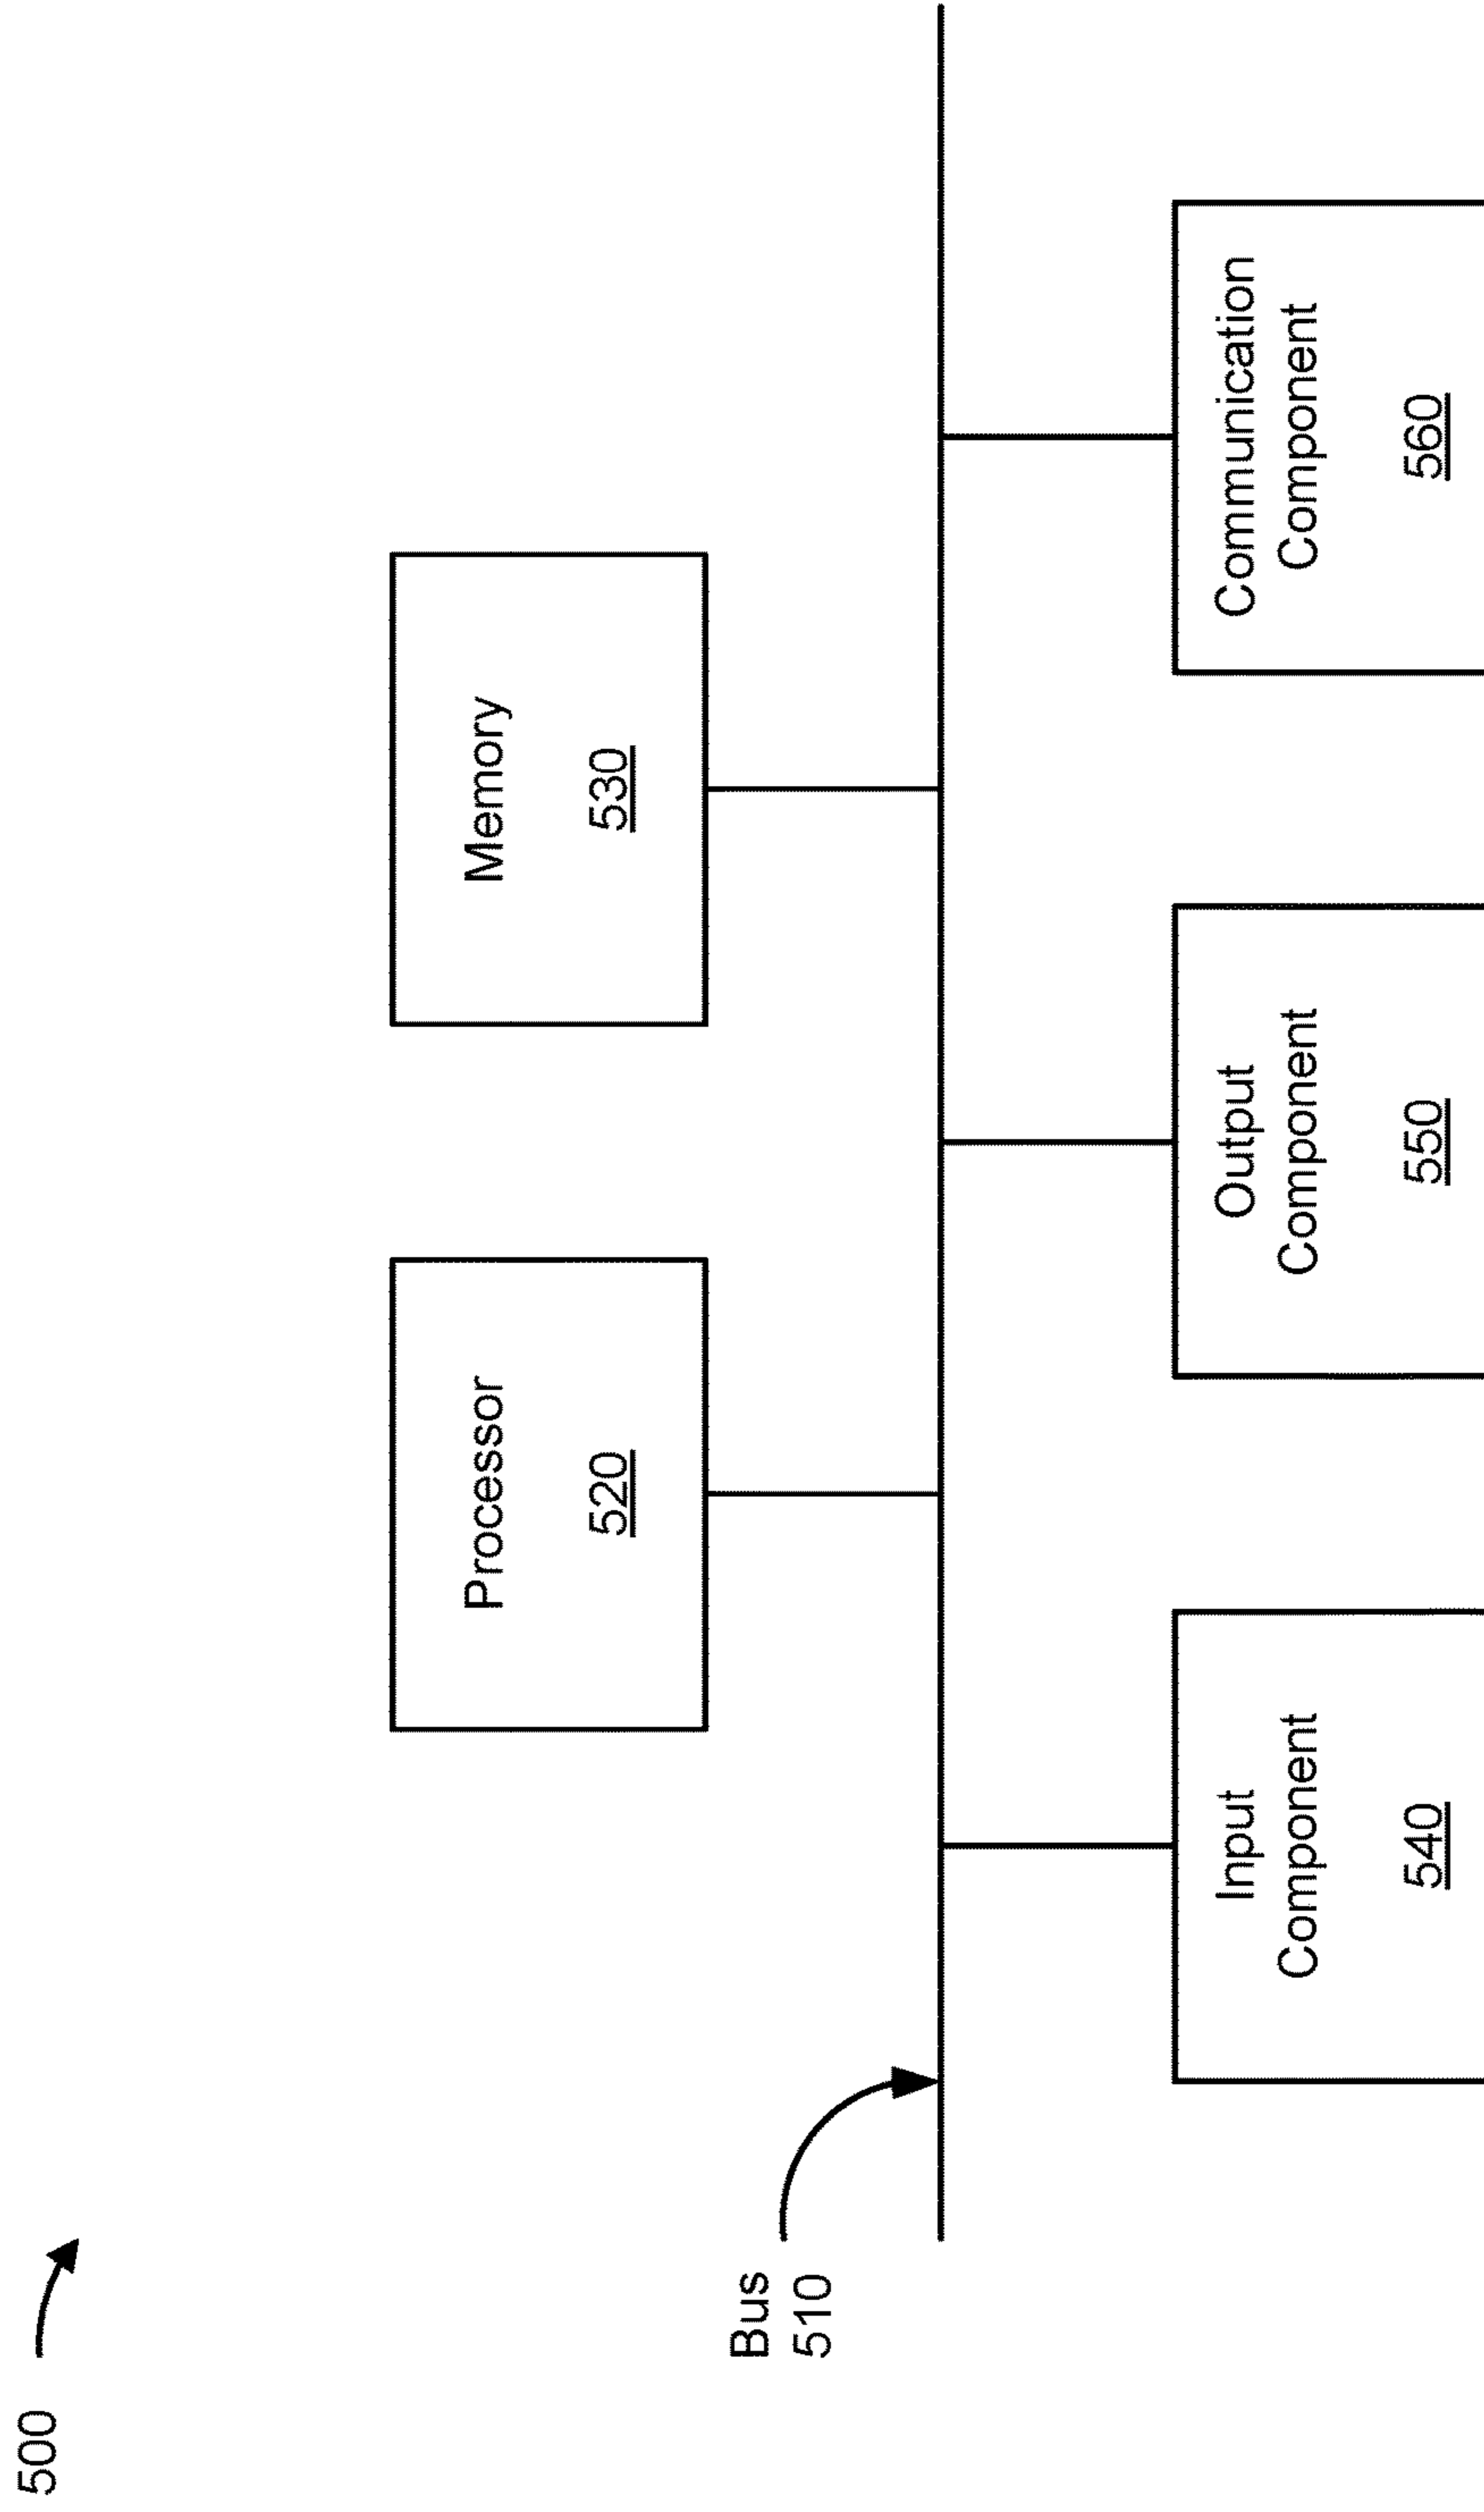 500
Processor
520
Memory
530
Bus
510
Input
Component
540
Output
Component
550
Communication
Component
560